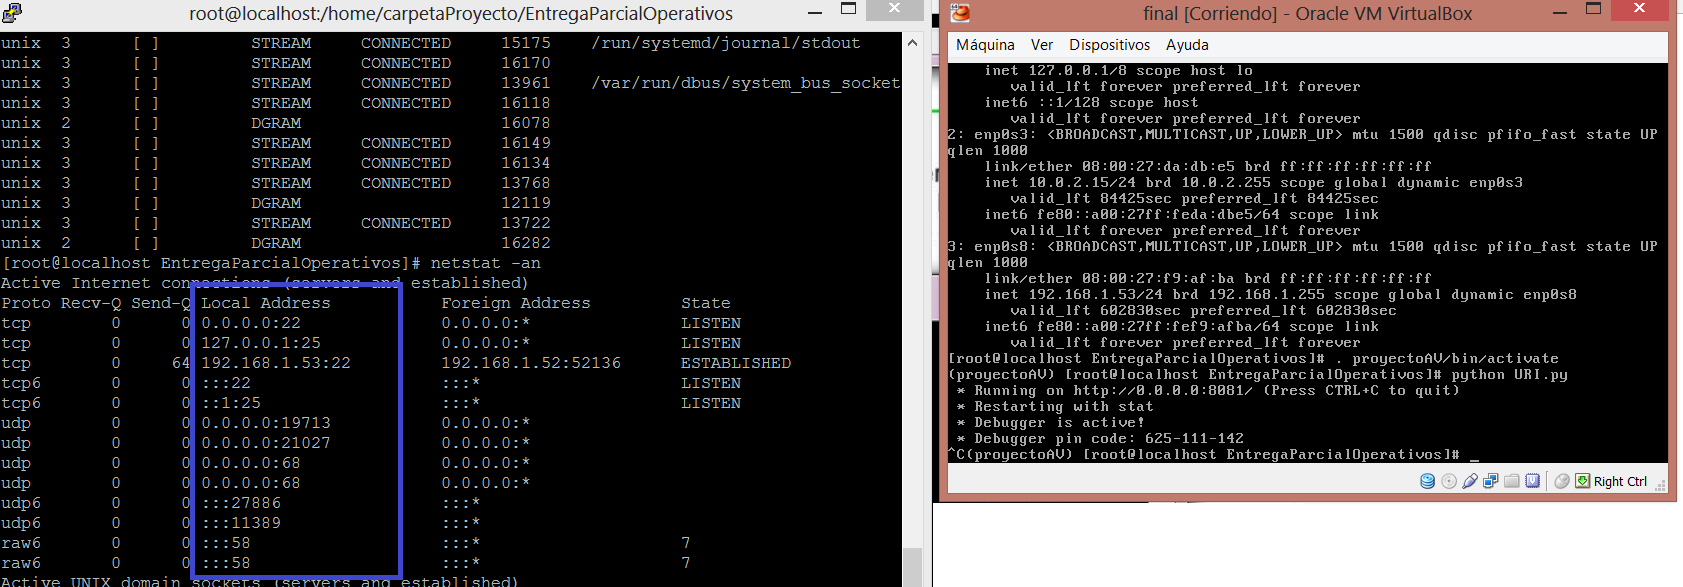 root@localhost:/home/carpetaProyecto/EntregaParcialOperativos
unix 3 [ ] STREAM CONNECTED 15175 /run/systemd/journal/stdout
unix 3 [ ] STREAM CONNECTED 16170
unix 3 [ ] STREAM CONNECTED 13961 /var/run/dbus/system_bus_socket
unix 3 [ ] STREAM CONNECTED 16118
unix 2 [ ] DGRAM 16078
unix 3 [ ] STREAM CONNECTED 16149
unix 3 [ ] STREAM CONNECTED 16134
unix 3 [ ] STREAM CONNECTED 13768
unix 3 [ ] DGRAM 12119
unix 3 [ ] STREAM CONNECTED 13722
unix 2 [ ] DGRAM 16282
[root@localhost EntregaParcialOperativos]# netstat -an
Active Internet connections (servers and established)
Proto Recv-Q Send-Q Local Address Foreign Address State
tcp 0 0 0.0.0.0:22 0.0.0.0:* LISTEN
tcp 0 0 127.0.0.1:25 0.0.0.0:* LISTEN
tcp 0 64 192.168.1.53:22 192.168.1.52:52136 ESTABLISHED
tcp6 0 0 :::22 :::* LISTEN
tcp6 0 0 ::1:25 :::* LISTEN
udp 0 0 0.0.0.0:19713 0.0.0.0:*
udp 0 0 0.0.0.0:21027 0.0.0.0:*
udp 0 0 0.0.0.0:68 0.0.0.0:*
udp 0 0 0.0.0.0:68 0.0.0.0:*
udp6 0 0 :::27886 :::*
udp6 0 0 :::11389 :::*
raw6 0 0 :::58 :::* 7
raw6 0 0 :::58 :::* 7
Active UNIX domain sockets (servers and established)
final [Corriendo] - Oracle VM VirtualBox
Máquina Ver Dispositivos Ayuda
inet 127.0.0.1/8 scope host lo
valid_lft forever preferred_lft forever
inet6 ::1/128 scope host
valid_lft forever preferred_lft forever
2: enp0s3: <BROADCAST,MULTICAST,UP,LOWER_UP> mtu 1500 qdisc pfifo_fast state UP
qlen 1000
link/ether 08:00:27:da:db:e5 brd ff:ff:ff:ff:ff:ff
inet 10.0.2.15/24 brd 10.0.2.255 scope global dynamic enp0s3
valid_lft 84425sec preferred_lft 84425sec
inet6 fe80::a00:27ff:feda:dbe5/64 scope link
valid_lft forever preferred_lft forever
3: enp0s8: <BROADCAST,MULTICAST,UP,LOWER_UP> mtu 1500 qdisc pfifo_fast state UP
qlen 1000
link/ether 08:00:27:f9:af:ba brd ff:ff:ff:ff:ff:ff
inet 192.168.1.53/24 brd 192.168.1.255 scope global dynamic enp0s8
valid_lft 602830sec preferred_lft 602830sec
inet6 fe80::a00:27ff:fef9:afba/64 scope link
valid_lft forever preferred_lft forever
[root@localhost EntregaParcialOperativos]# . proyectoAV/bin/activate
(proyectoAV) [root@localhost EntregaParcialOperativos]# python URI.py
* Running on http://0.0.0.0:8081/ (Press CTRL+C to quit)
* Restarting with stat
* Debugger is active!
* Debugger pin code: 625-111-142
^C(proyectoAV) [root@localhost EntregaParcialOperativos]# _
Right Ctrl